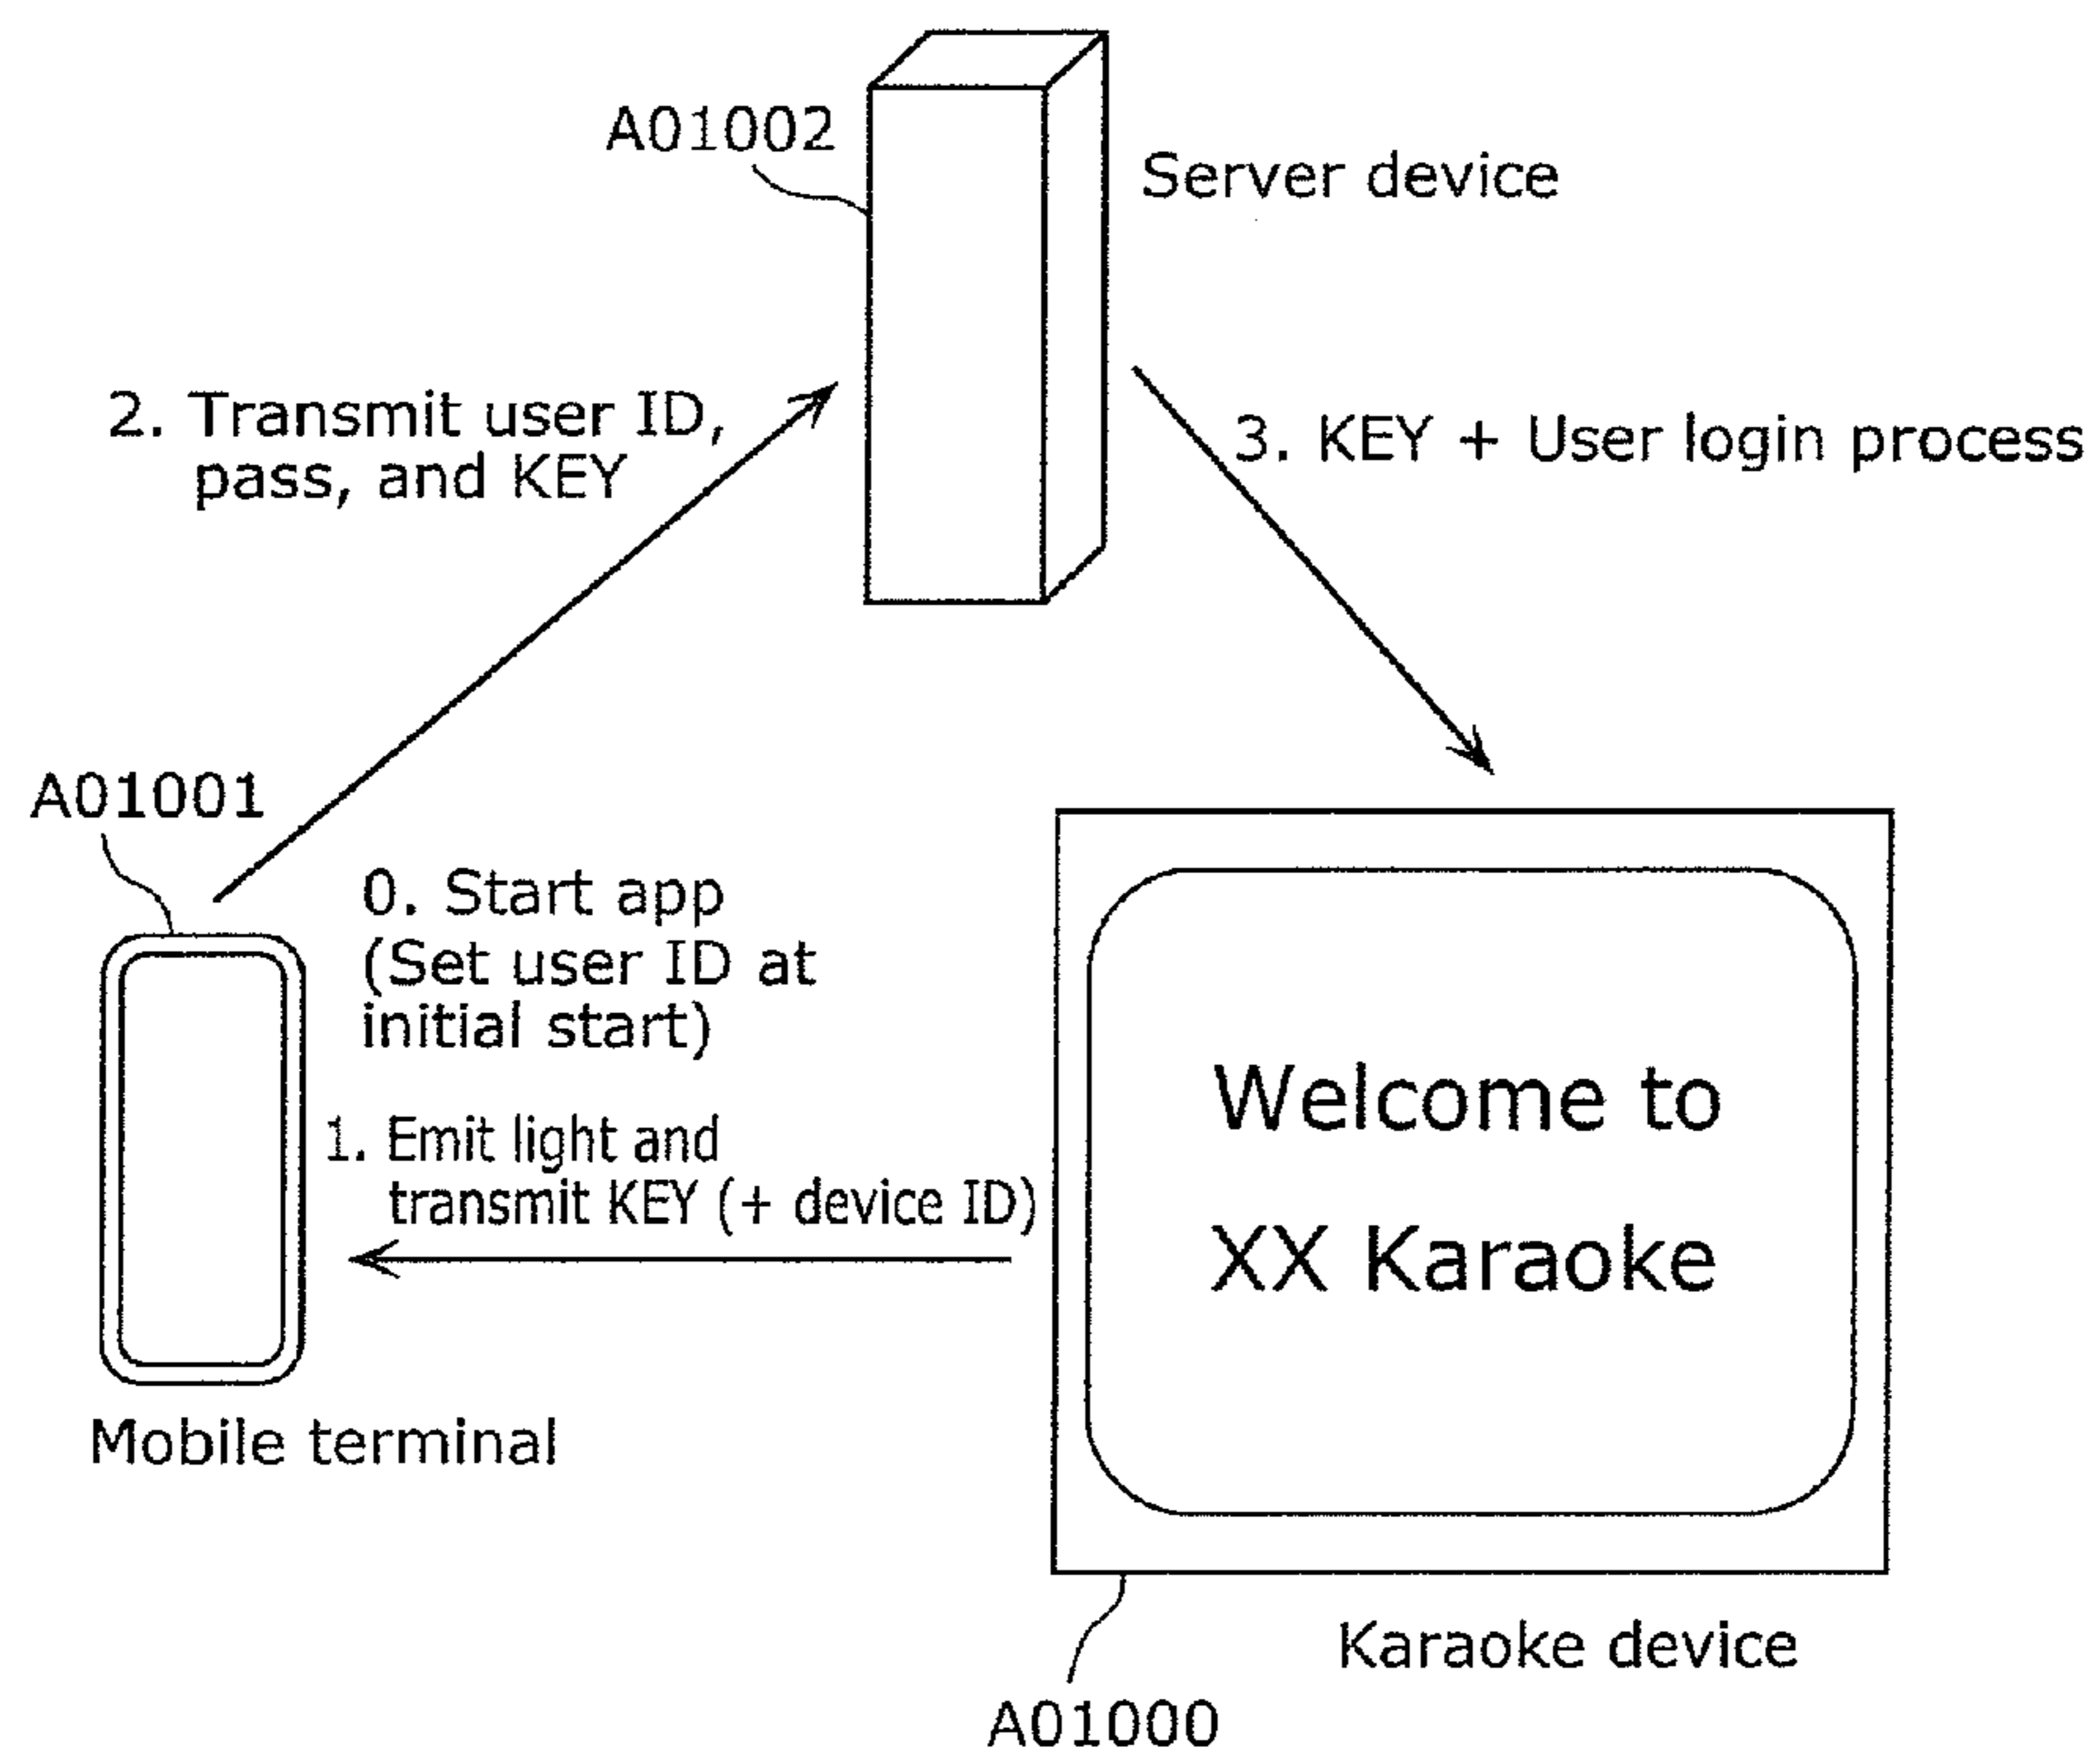 A01002
Server device
2. Transmit user ID,
pass, and KEY
3. KEY + User login process
A01001
0. Start app
(Set user ID at
initial start)
1. Emit light and
transmit KEY (+ device ID)
Welcome to
XX Karaoke
Mobile terminal
Karaoke device
A01000